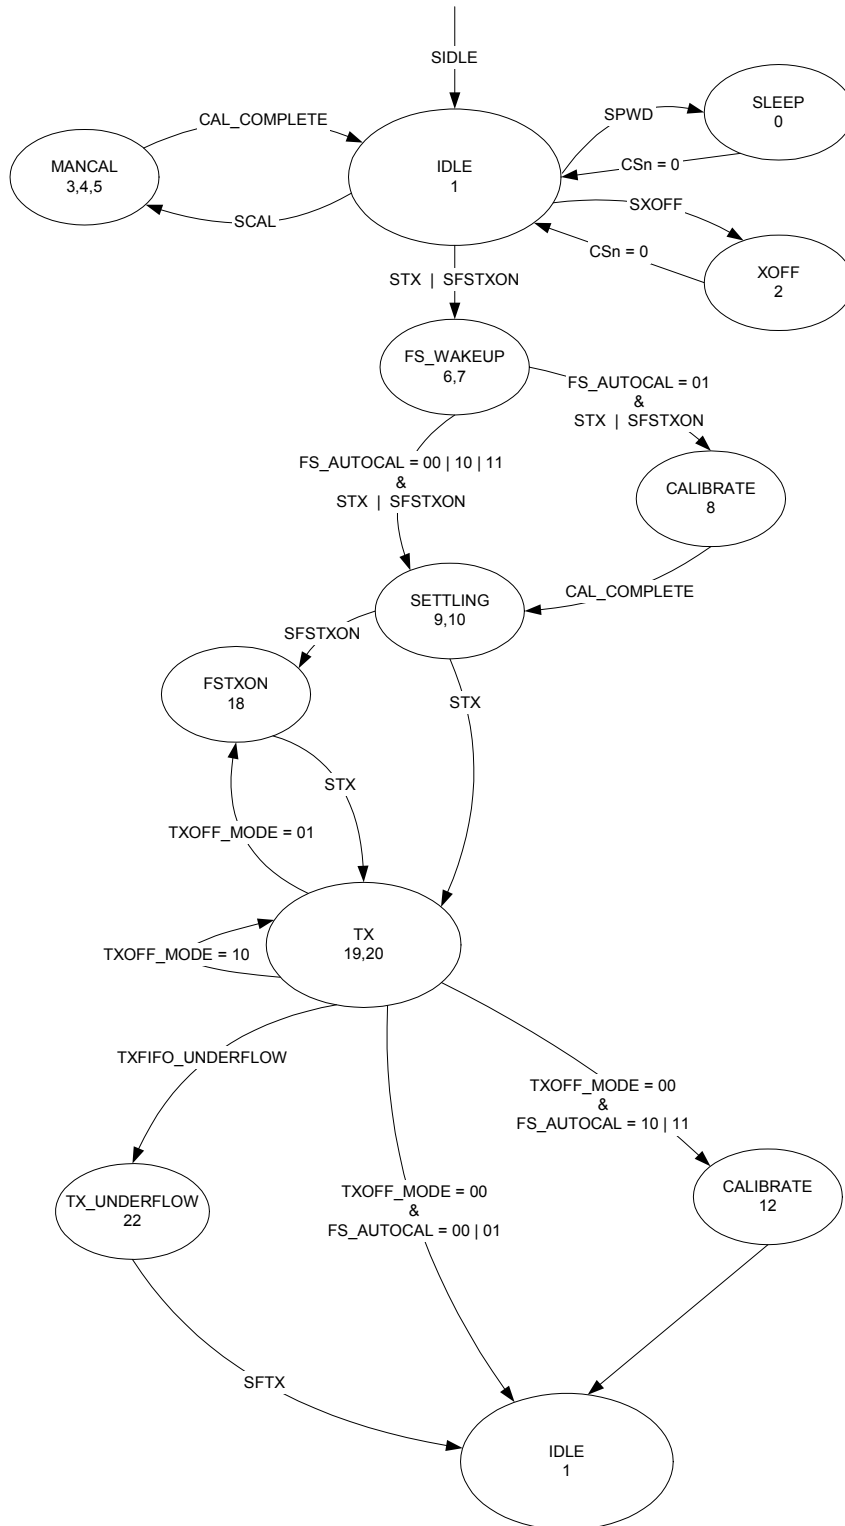 SIDLE
SLEEP
0
SPWD
CAL_COMPLETE
IDLE
1
MANCAL
3,4,5
CSn = 0
SXOFF
SCAL
CSn = 0
XOFF
2
STX | SFSTXON
FS_WAKEUP
6,7
FS_AUTOCAL = 01
&
STX | SFSTXON
FS_AUTOCAL = 00 | 10 | 11
&
STX | SFSTXON
CALIBRATE
8
CAL_COMPLETE
SETTLING
9,10
SFSTXON
FSTXON
18
STX
STX
TXOFF_MODE = 01
TX
19,20
TXOFF_MODE = 10
TXFIFO_UNDERFLOW
TXOFF_MODE = 00
&
FS_AUTOCAL = 10 | 11
TXOFF_MODE = 00
&
FS_AUTOCAL = 00 | 01
CALIBRATE
12
TX_UNDERFLOW
22
SFTX
IDLE
1